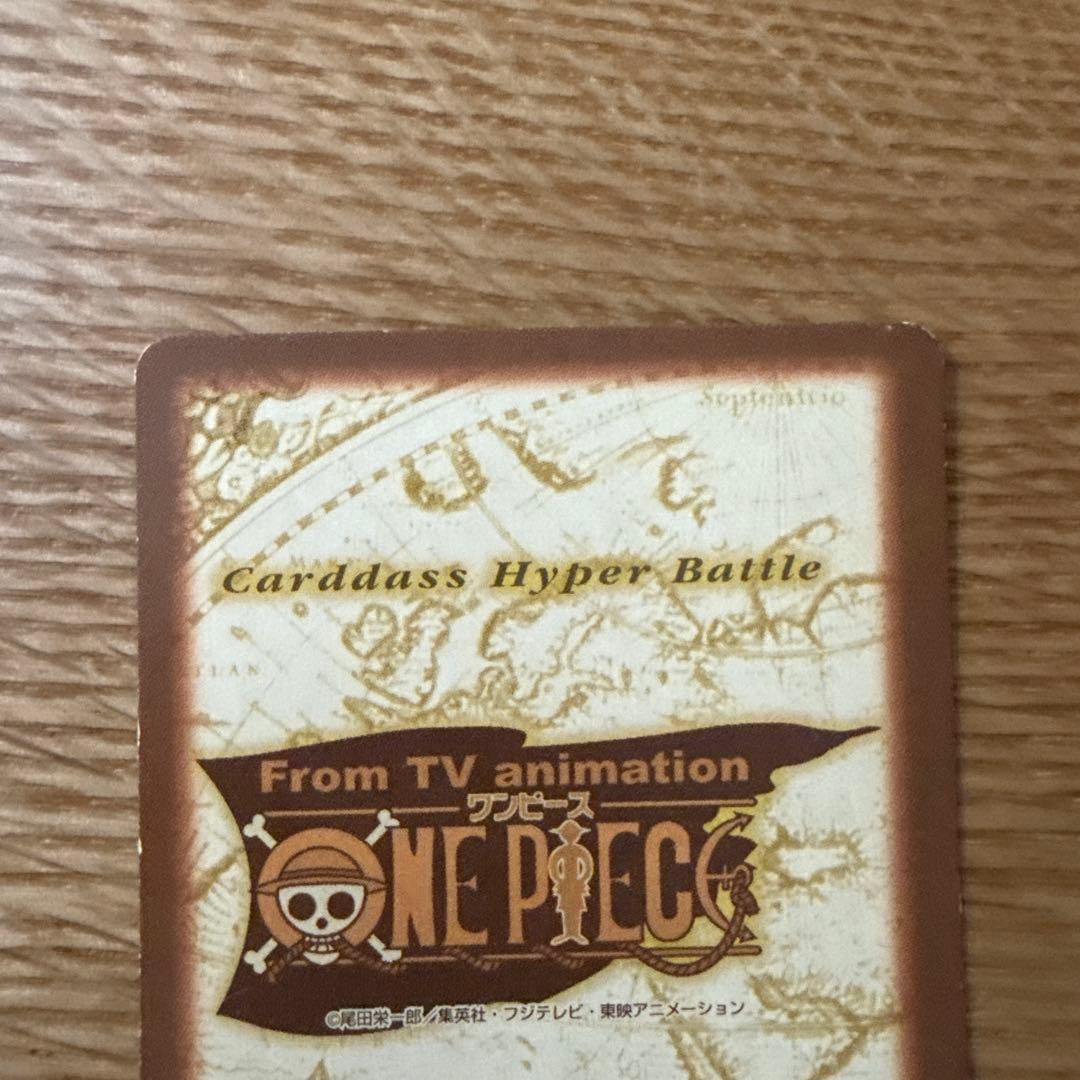 Septentrio
Carddass Hyper Battle
From TV animation
ワンピース
ONE PIECE
©尾田栄一郎／集英社・フジテレビ・東映アニメーション